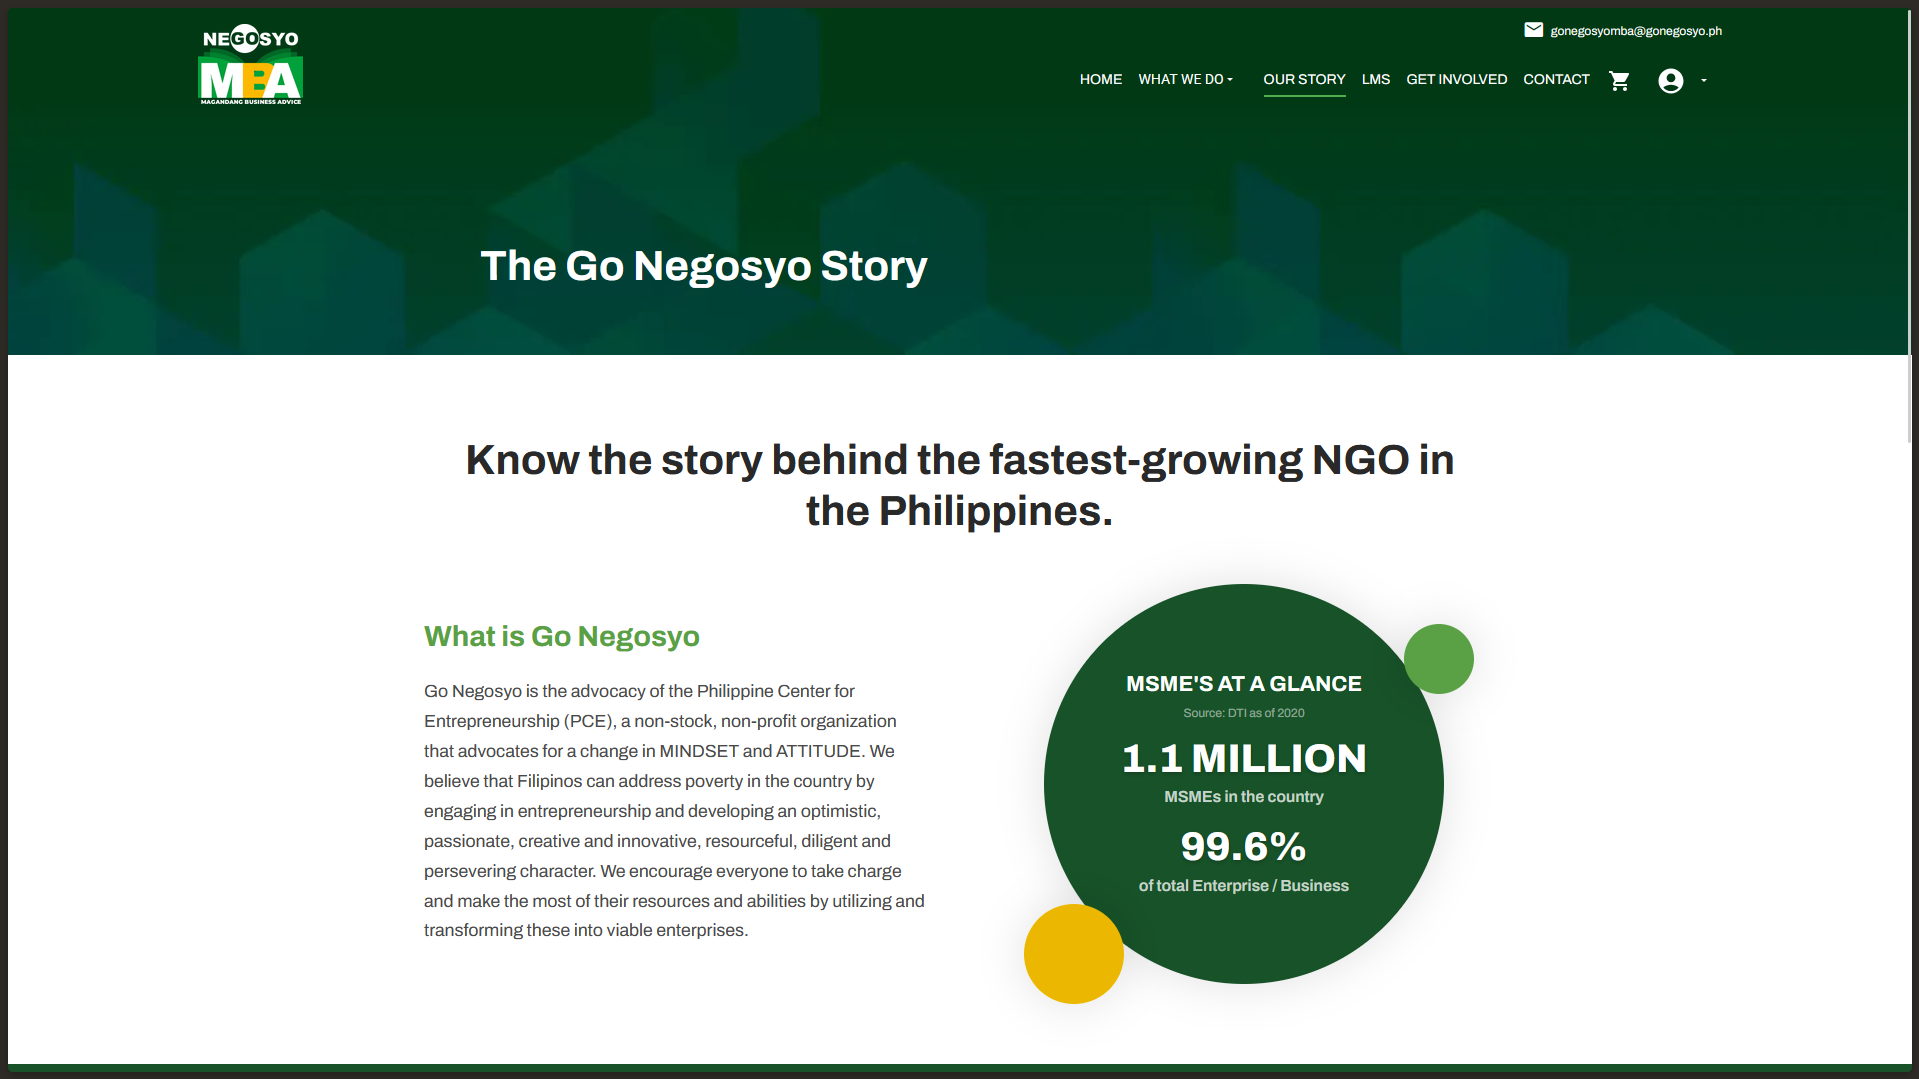 NEGOSYO
MBA
MAGANDANG BUSINESS ADVICE
gonegosyomba@gonegosyo.ph
HOME WHAT WE DO OUR STORY LMS GET INVOLVED CONTACT
The Go Negosyo Story
Know the story behind the fastest-growing NGO in
the Philippines.
What is Go Negosyo
Go Negosyo is the advocacy of the Philippine Center for
Entrepreneurship (PCE), a non-stock, non-profit organization
that advocates for a change in MINDSET and ATTITUDE. We
believe that Filipinos can address poverty in the country by
engaging in entrepreneurship and developing an optimistic,
passionate, creative and innovative, resourceful, diligent and
persevering character. We encourage everyone to take charge
and make the most of their resources and abilities by utilizing and
transforming these into viable enterprises.
MSME'S AT A GLANCE
Source: DTI as of 2020
1.1 MILLION
MSMEs in the country
99.6%
of total Enterprise / Business